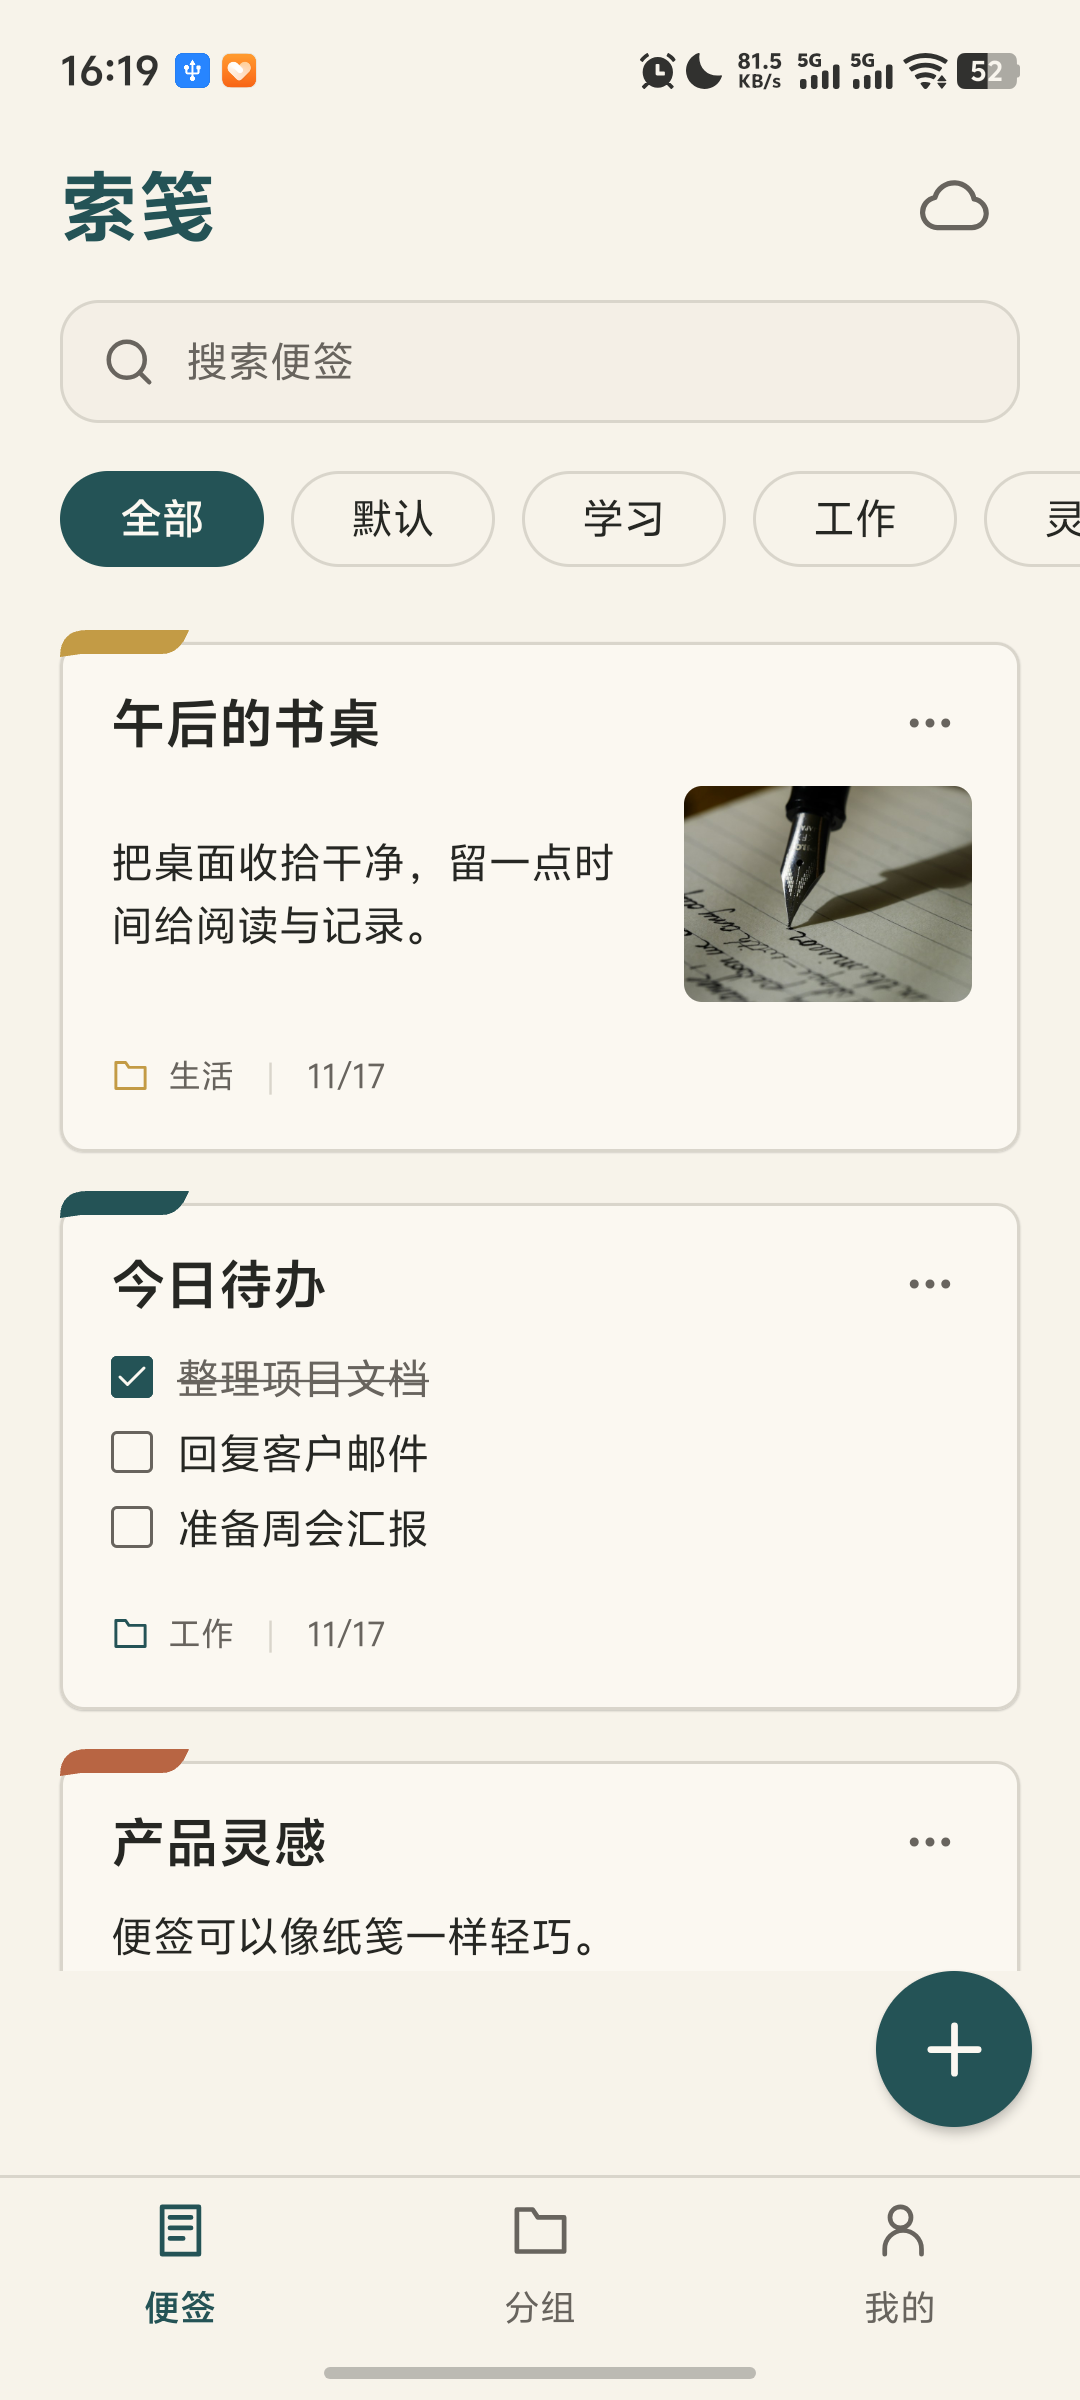 16:19
81.5
KB/s
5G
5G
52
索笺
搜索便签
全部
默认
学习
工作
灵
午后的书桌
把桌面收拾干净，留一点时
间给阅读与记录。
生活 | 11/17
今日待办
整理项目文档
回复客户邮件
准备周会汇报
工作 | 11/17
产品灵感
便签可以像纸笺一样轻巧。
便签
分组
我的